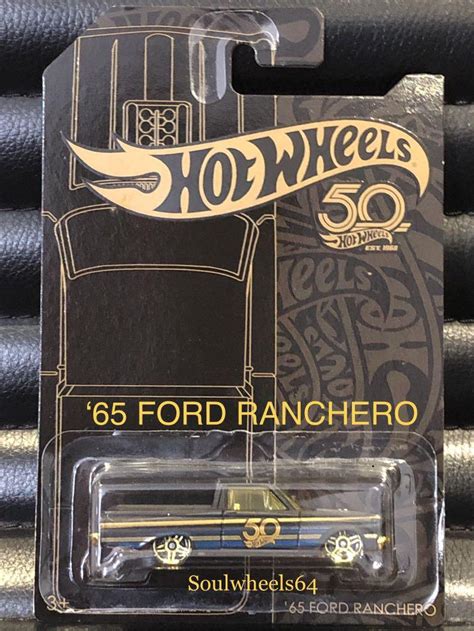 HOT WHEELS
50
HOT WHEELS
EST. 1968
'65 FORD RANCHERO
50
Soulwheels64
3+
'65 FORD RANCHERO